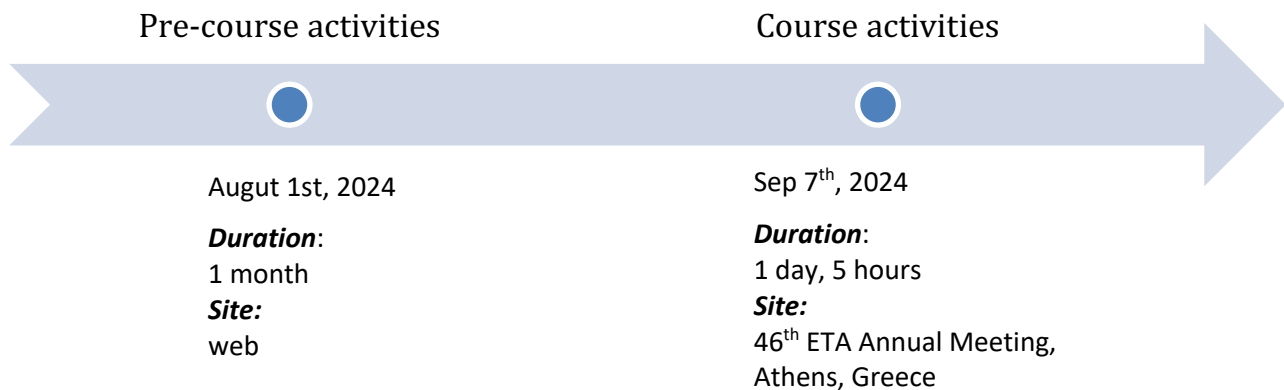 Pre-course activities
Course activities
Augut 1st, 2024
Duration:
1 month
Site:
web
Sep 7th, 2024
Duration:
1 day, 5 hours
Site:
46th ETA Annual Meeting,
Athens, Greece